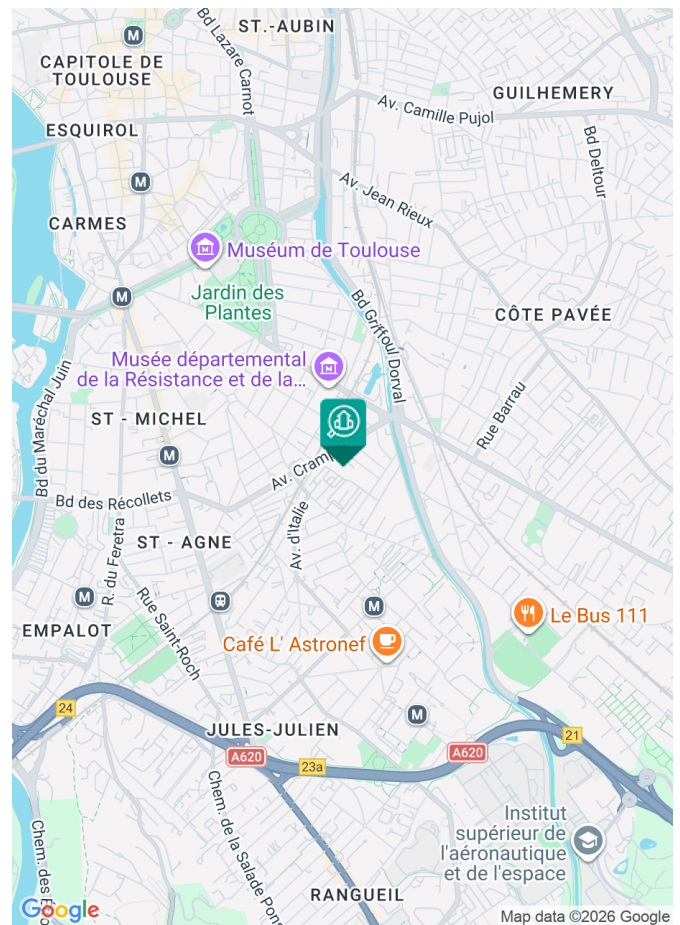 ST.-AUBIN
Bd Lazare Carnot
CAPITOLE DE
TOULOUSE
M
GUILHEMERY
Av. Camille Pujol
ESQUIROL
Bd Deltour
M
Av. Jean Rieux
CARMES
Muséum de Toulouse
M
Jardin des
Plantes
Bd Griffoul Dorval
CÔTE PAVÉE
Musée départemental
de la Résistance et de la...
Bd du Maréchal Juin
Rue Barrau
ST - MICHEL
M
Av. Cramp
Bd des Récollets
Av. d'Italie
ST - AGNE
R. du Feretra
M
M
Rue Saint-Roch
Le Bus 111
EMPALOT
Café L' Astronef
24
M
JULES-JULIEN
21
A620
A620
23a
Chem. de la Salade Pons
Chem. des Éto
Institut
supérieur de
l'aéronautique
et de l'espace
RANGUEIL
Google
Map data ©2026 Google